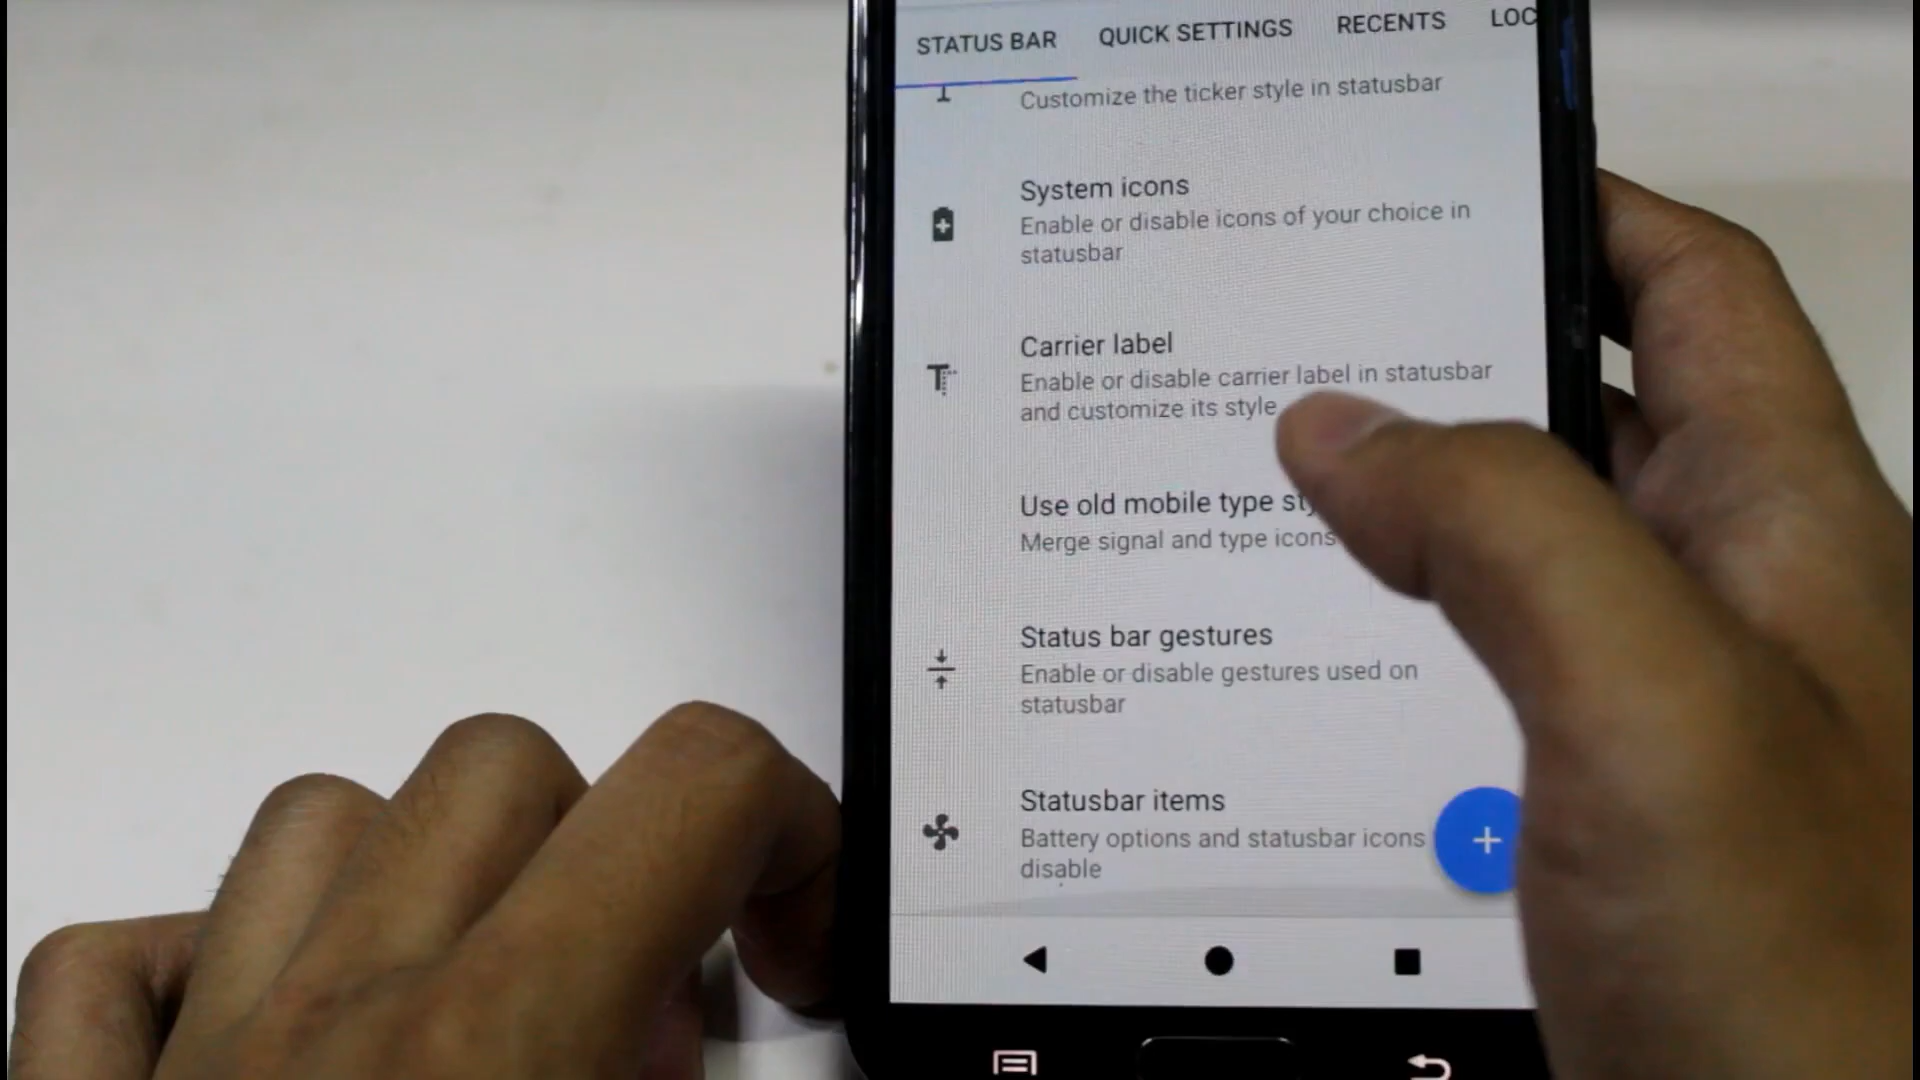 STATUS BAR QUICK SETTINGS RECENTS LOC
Customize the ticker style in statusbar
System icons
Enable or disable icons of your choice in
statusbar
Carrier label
Enable or disable carrier label in statusbar
and customize its style
Use old mobile type
Merge signal and type icons
Status bar gestures
Enable or disable gestures used on
statusbar
Statusbar items
Battery options and statusbar icons
disable